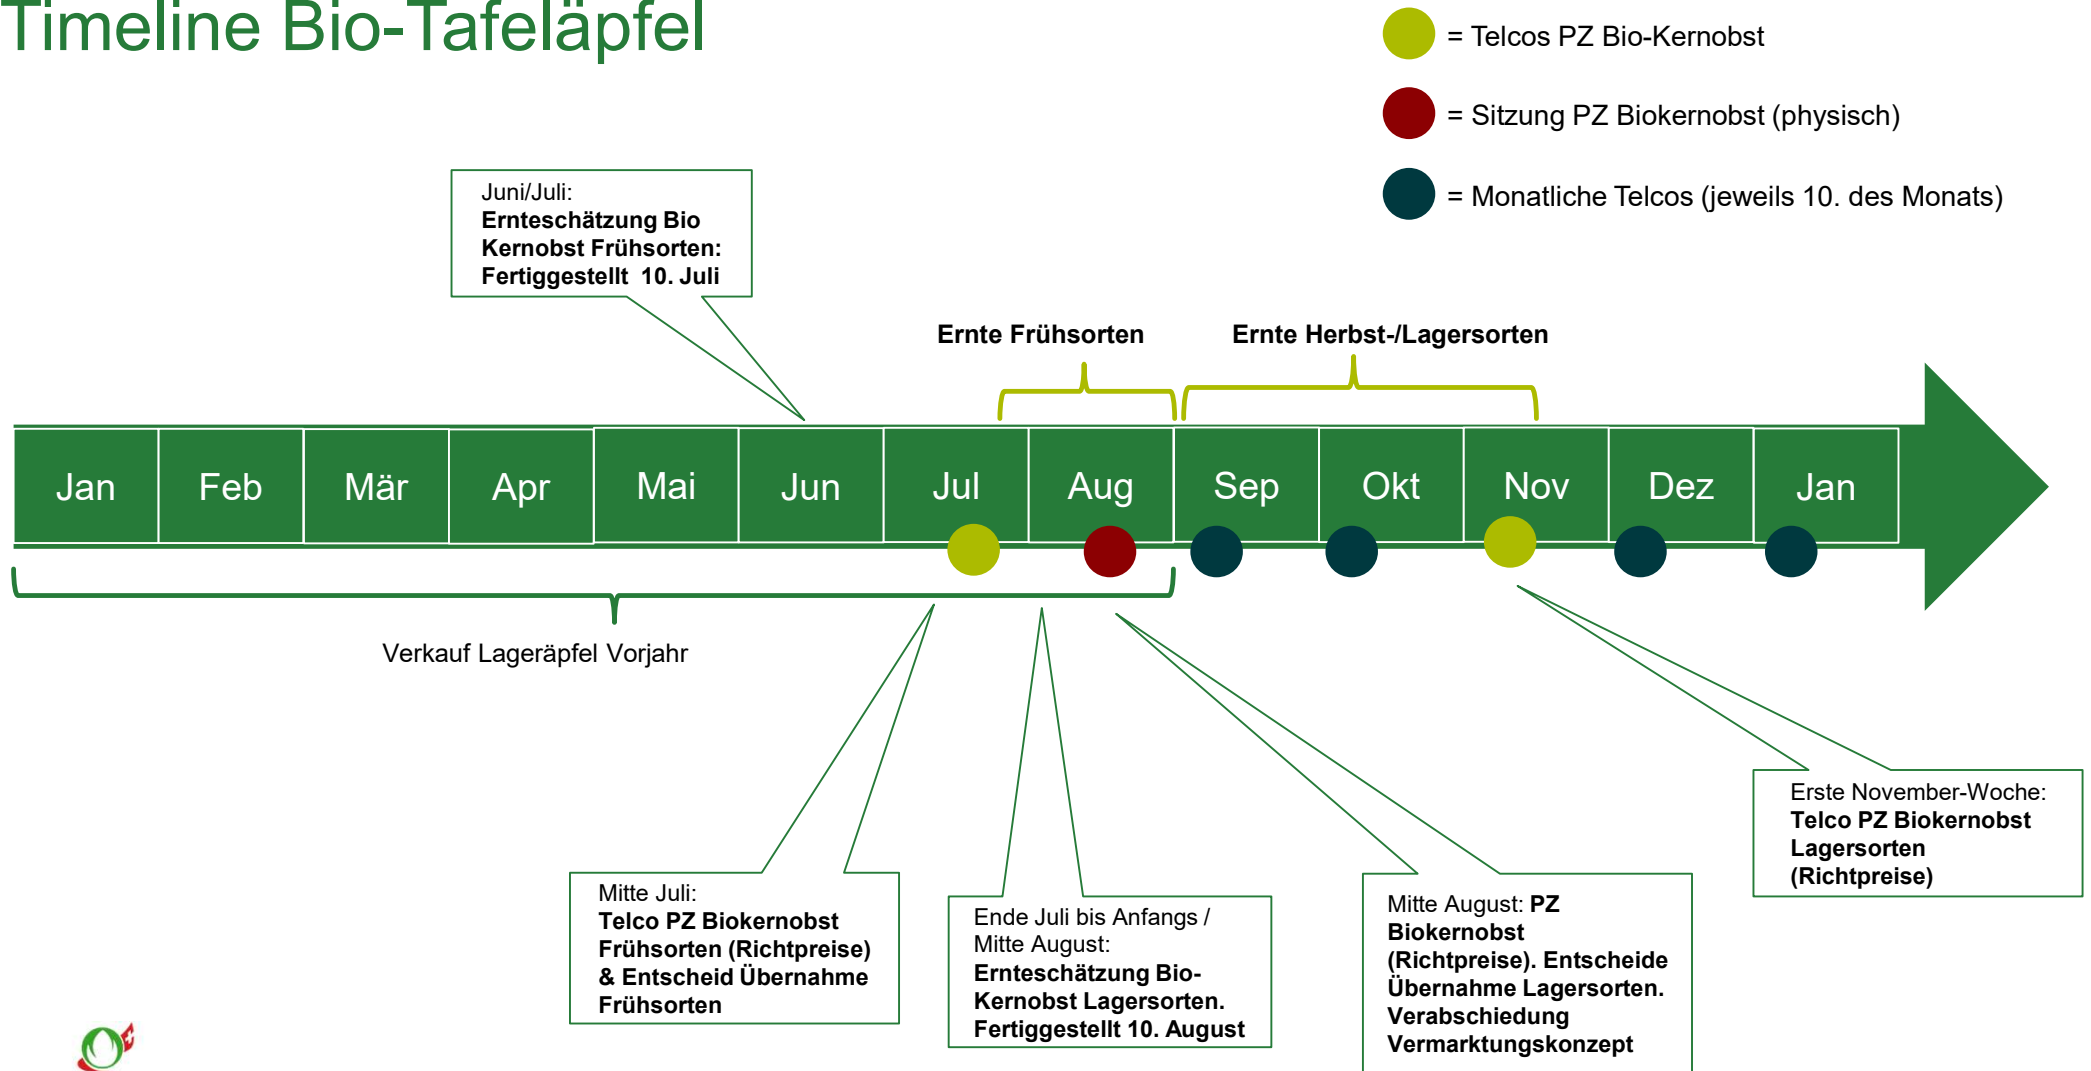 Timeline Bio-Tafeläpfel
= Telcos PZ Bio-Kernobst
= Sitzung PZ Biokernobst (physisch)
= Monatliche Telcos (jeweils 10. des Monats)
Juni/Juli:
Ernteschätzung Bio
Kernobst Frühsorten:
Fertiggestellt 10. Juli
Ernte Frühsorten
Ernte Herbst-/Lagersorten
Jan Feb Mär Apr Mai Jun Jul Aug Sep Okt Nov Dez Jan
Verkauf Lageräpfel Vorjahr
Mitte Juli:
Telco PZ Biokernobst
Frühsorten (Richtpreise)
& Entscheid Übernahme
Frühsorten
Ende Juli bis Anfangs /
Mitte August:
Ernteschätzung Bio-
Kernobst Lagersorten.
Fertiggestellt 10. August
Mitte August: PZ
Biokernobst
(Richtpreise). Entscheide
Übernahme Lagersorten.
Verabschiedung
Vermarktungskonzept
Erste November-Woche:
Telco PZ Biokernobst
Lagersorten
(Richtpreise)